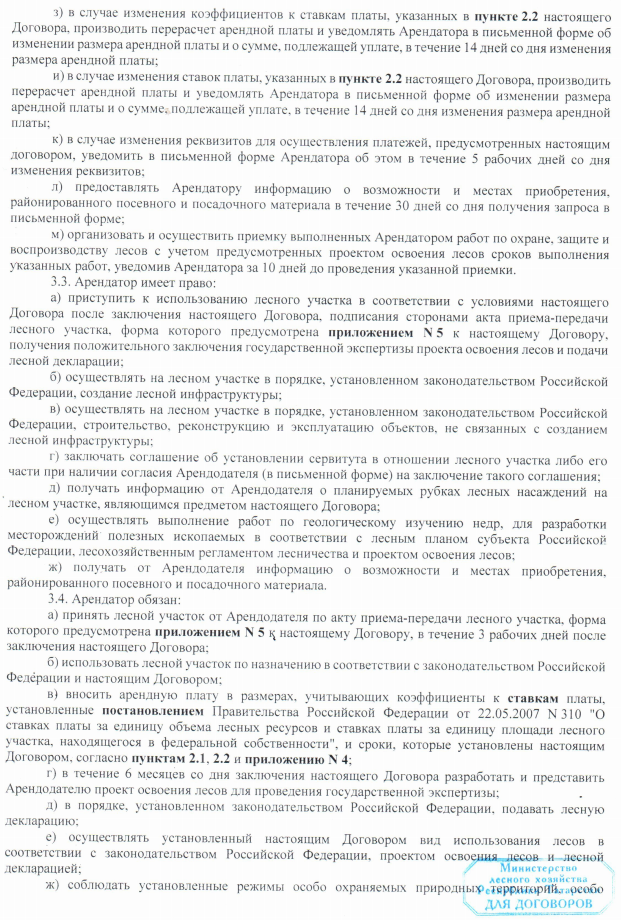 з) в случае изменения коэффициентов к ставкам платы, указанных в пункте 2.2 настоящего
Договора, производить перерасчет арендной платы и уведомлять Арендатора в письменной форме об
изменении размера арендной платы и о сумме, подлежащей уплате, в течение 14 дней со дня изменения
размера арендной платы;
и) в случае изменения ставок платы, указанных в пункте 2.2 настоящего Договора, производить
перерасчет арендной платы и уведомлять Арендатора в письменной форме об изменении размера
арендной платы и о сумме, подлежащей уплате, в течение 14 дней со дня изменения размера арендной
платы;
к) в случае изменения реквизитов для осуществления платежей, предусмотренных настоящим
договором, уведомить в письменной форме Арендатора об этом в течение 5 рабочих дней со дня
изменения реквизитов;
л) предоставлять Арендатору информацию о возможности и местах приобретения,
районированного посевного и посадочного материала в течение 30 дней со дня получения запроса в
письменной форме;
м) организовать и осуществить приемку выполненных Арендатором работ по охране, защите и
воспроизводству лесов с учетом предусмотренных проектом освоения лесов сроков выполнения
указанных работ, уведомив Арендатора за 10 дней до проведения указанной приемки.
3.3. Арендатор имеет право:
а) приступить к использованию лесного участка в соответствии с условиями настоящего
Договора после заключения настоящего Договора, подписания сторонами акта приема-передачи
лесного участка, форма которого предусмотрена приложением N 5 к настоящему Договору,
получения положительного заключения государственной экспертизы проекта освоения лесов и подачи
лесной декларации;
б) осуществлять на лесном участке в порядке, установленном законодательством Российской
Федерации, создание лесной инфраструктуры;
в) осуществлять на лесном участке в порядке, установленном законодательством Российской
Федерации, строительство, реконструкцию и эксплуатацию объектов, не связанных с созданием
лесной инфраструктуры;
г) заключать соглашение об установлении сервитута в отношении лесного участка либо его
части при наличии согласия Арендодателя (в письменной форме) на заключение такого соглашения;
д) получать информацию от Арендодателя о планируемых рубках лесных насаждений на
лесном участке, являющимся предметом настоящего Договора;
е) осуществлять выполнение работ по геологическому изучению недр, для разработки
месторождений полезных ископаемых в соответствии с лесным планом субъекта Российской
Федерации, лесохозяйственным регламентом лесничества и проектом освоения лесов;
ж) получать от Арендодателя информацию о возможности и местах приобретения,
районированного посевного и посадочного материала.
3.4. Арендатор обязан:
а) принять лесной участок от Арендодателя по акту приема-передачи лесного участка, форма
которого предусмотрена приложением N 5 к настоящему Договору, в течение 3 рабочих дней после
заключения настоящего Договора;
б) использовать лесной участок по назначению в соответствии с законодательством Российской
Федерации и настоящим Договором;
в) вносить арендную плату в размерах, учитывающих коэффициенты к ставкам платы,
установленные постановлением Правительства Российской Федерации от 22.05.2007 N 310 "О
ставках платы за единицу объема лесных ресурсов и ставках платы за единицу площади лесного
участка, находящегося в федеральной собственности", и сроки, которые установлены настоящим
Договором, согласно пунктам 2.1, 2.2 и приложению N 4;
г) в течение 6 месяцев со дня заключения настоящего Договора разработать и представить
Арендодателю проект освоения лесов для проведения государственной экспертизы;
д) в порядке, установленном законодательством Российской Федерации, подавать лесную
декларацию;
е) осуществлять установленный настоящим Договором вид использования лесов в
соответствии с законодательством Российской Федерации, проектом освоения лесов и лесной
декларацией;
ж) соблюдать установленные режимы особо охраняемых природных территорий, особо
Министерство
лесного хозяйства
Республики Татарстан
ДЛЯ ДОГОВОРОВ